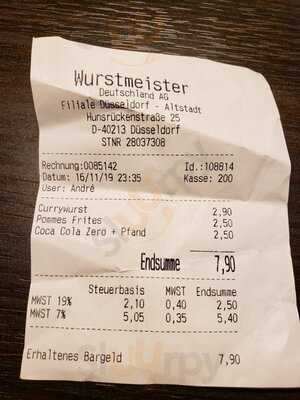 Wurstmeister
Deutschland AG
Filiale Düsseldorf - Altstadt
Hunsrückenstraße 25
D-40213 Düsseldorf
STNR 28037308
Rechnung:0085142 Id.:108814
Datum: 16/11/19 23:35 Kasse: 200
User: André
Currywurst 2,90
Pommes Frites 2,50
Coca Cola Zero + Pfand 2,50
Endsumme 7,90
Steuerbasis MWST Endsumme
MWST 19% 2,10 0,40 2,50
MWST 7% 5,05 0,35 5,40
Erhaltenes Bargeld 7,90
Sluurpy